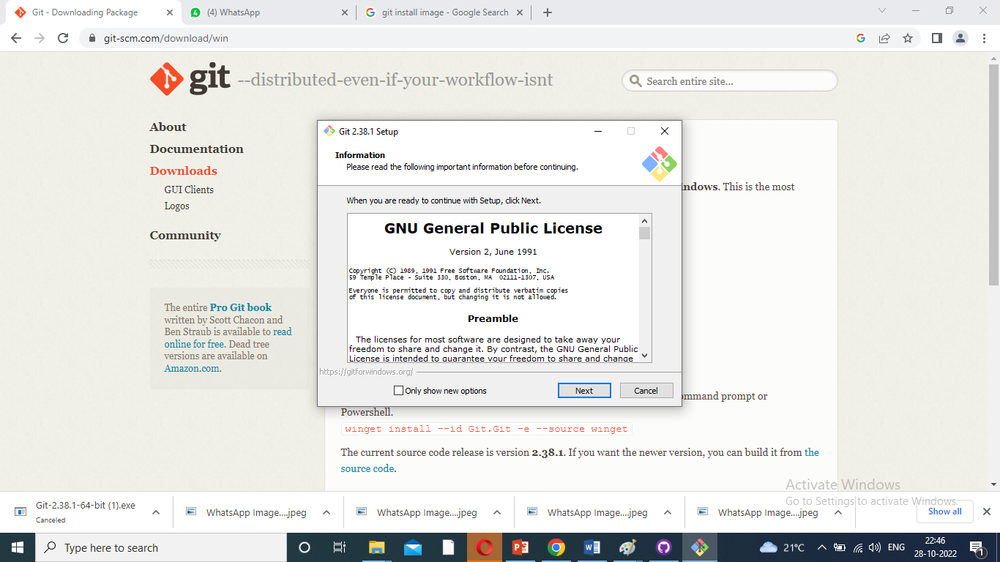 Git - Downloading Package
(4) WhatsApp
git install image - Google Search
git-scm.com/download/win
git --distributed-even-if-your-workflow-isnt
Search entire site...
About
Documentation
Downloads
GUI Clients
Logos
Community
The entire Pro Git book
written by Scott Chacon and
Ben Straub is available to read
online for free. Dead tree
versions are available on
Amazon.com.
Git 2.38.1 Setup
Information
Please read the following important information before continuing.
When you are ready to continue with Setup, click Next.
GNU General Public License
Version 2, June 1991
Copyright (C) 1989, 1991 Free Software Foundation, Inc.
59 Temple Place - Suite 330, Boston, MA  02111-1307, USA
Everyone is permitted to copy and distribute verbatim copies
of this license document, but changing it is not allowed.
Preamble
The licenses for most software are designed to take away your
freedom to share and change it. By contrast, the GNU General Public
License is intended to guarantee your freedom to share and change
https://gitforwindows.org/
Only show new options
Next
Cancel
indows. This is the most
ommand prompt or
Powershell.
winget install --id Git.Git -e --source winget
The current source code release is version 2.38.1. If you want the newer version, you can build it from the
source code.
Activate Windows
Go to Settings to activate Windows.
Git-2.38.1-64-bit (1).exe
Canceled
WhatsApp Image....jpeg
WhatsApp Image....jpeg
WhatsApp Image....jpeg
WhatsApp Image....jpeg
Show all
Type here to search
21°C
ENG
22:46
28-10-2022
1